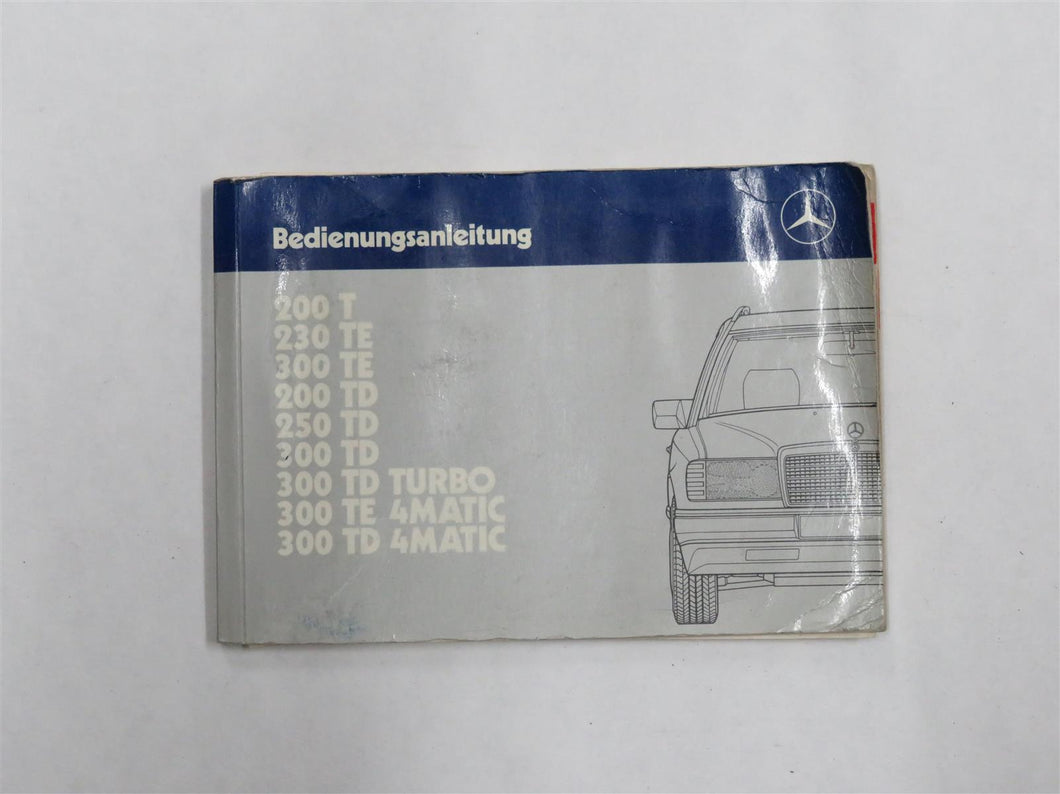 Bedienungsanleitung
200 T
230 TE
300 TE
200 TD
250 TD
300 TD
300 TD TURBO
300 TE 4MATIC
300 TD 4MATIC